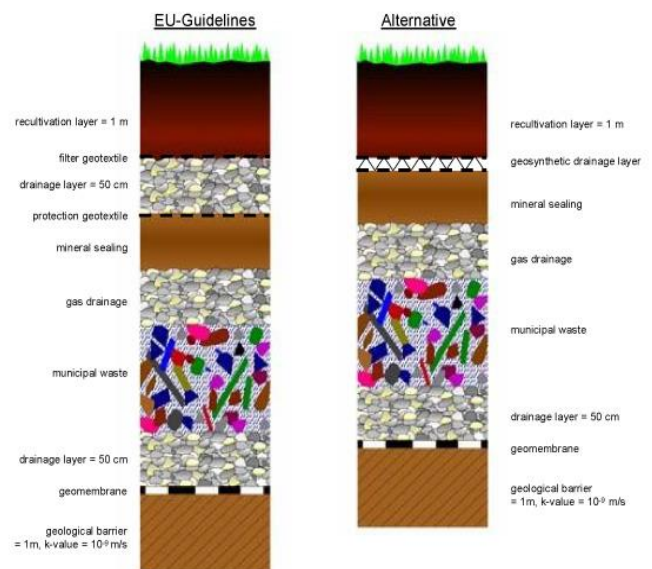 EU-Guidelines
recultivation layer = 1 m
filter geotextile
drainage layer = 50 cm
protection geotextile
mineral sealing
gas drainage
municipal waste
drainage layer = 50 cm
geomembrane
geological barrier
= 1m, k-value = 10⁻⁹ m/s
Alternative
recultivation layer = 1 m
geosynthetic drainage layer
mineral sealing
gas drainage
municipal waste
drainage layer = 50 cm
geomembrane
geological barrier
= 1m, k-value = 10⁻⁹ m/s